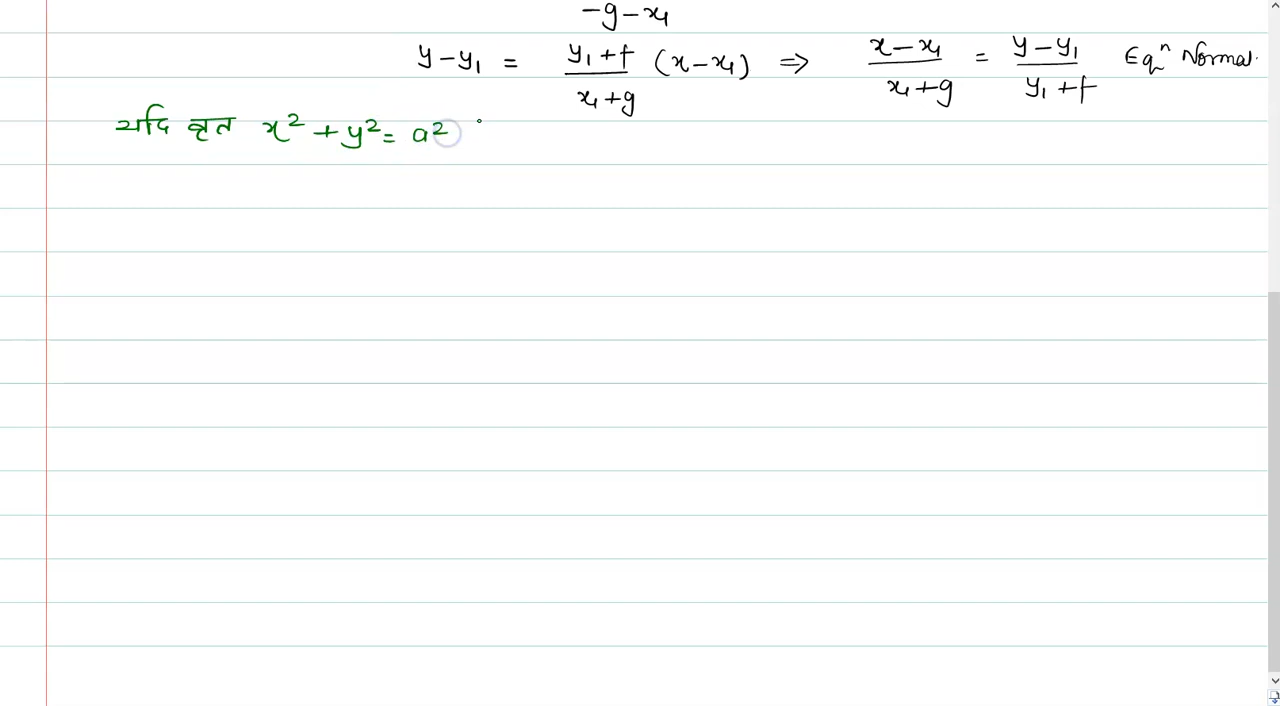 -g-x₁
y-y₁ = y₁+f/x₁+g (x-x₁) ⇒ x-x₁/x₁+g = y-y₁/y₁+f Eqⁿ Normal.
यदि वृत x²+y²=a²